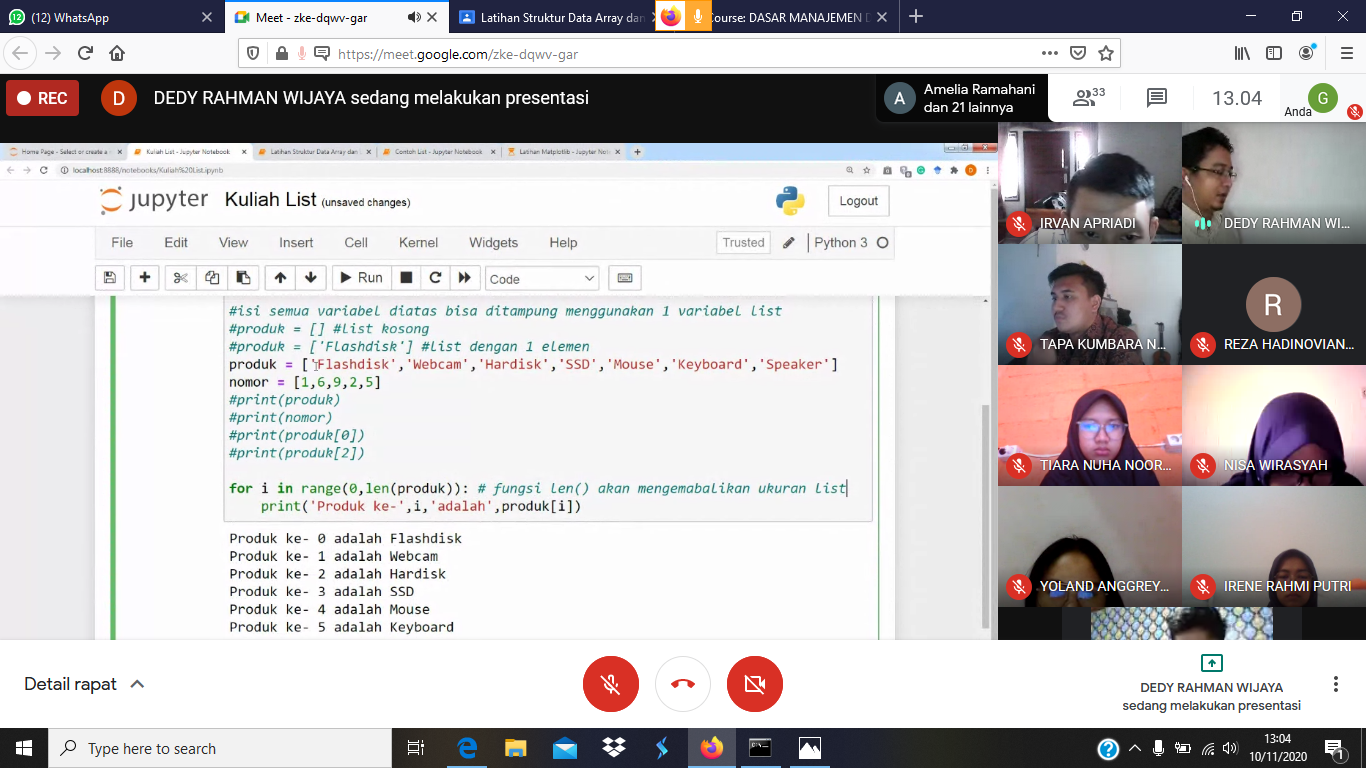 (12) WhatsApp
Meet - zke-dqwv-gar
Latihan Struktur Data Array dan
Course: DASAR MANAJEMEN D
https://meet.google.com/zke-dqwv-gar
REC
D
DEDY RAHMAN WIJAYA sedang melakukan presentasi
A
Amelia Ramahani
dan 21 lainnya
33
13.04
Anda
G
Home Page - Select or create a
Kuliah List - Jupyter Notebook
Latihan Struktur Data Array dan
Contoh List - Jupyter Notebook
Latihan Matplotlib - Jupyter
localhost:8888/notebooks/Kuliah%20List.ipynb
jupyter
Kuliah List (unsaved changes)
Logout
File Edit View Insert Cell Kernel Widgets Help
Trusted
Python 3
Run
Code
#isi semua variabel diatas bisa ditampung menggunakan 1 variabel list
#produk = [] #list kosong
#produk = ['Flashdisk'] #List dengan 1 elemen
produk = ['Flashdisk','Webcam','Hardisk','SSD','Mouse','Keyboard','Speaker']
nomor = [1,6,9,2,5]
#print(produk)
#print(nomor)
#print(produk[0])
#print(produk[2])
for i in range(0,len(produk)): # fungsi len() akan mengemabalikan ukuran List
print('Produk ke-',i,'adalah',produk[i])
Produk ke- 0 adalah Flashdisk
Produk ke- 1 adalah Webcam
Produk ke- 2 adalah Hardisk
Produk ke- 3 adalah SSD
Produk ke- 4 adalah Mouse
Produk ke- 5 adalah Keyboard
IRVAN APRIADI
DEDY RAHMAN WI...
TAPA KUMBARA N...
R
REZA HADINOVIAN...
TIARA NUHA NOOR...
NISA WIRASYAH
YOLAND ANGGREY...
IRENE RAHMI PUTRI
Detail rapat
DEDY RAHMAN WIJAYA
sedang melakukan presentasi
Type here to search
13:04
10/11/2020
1